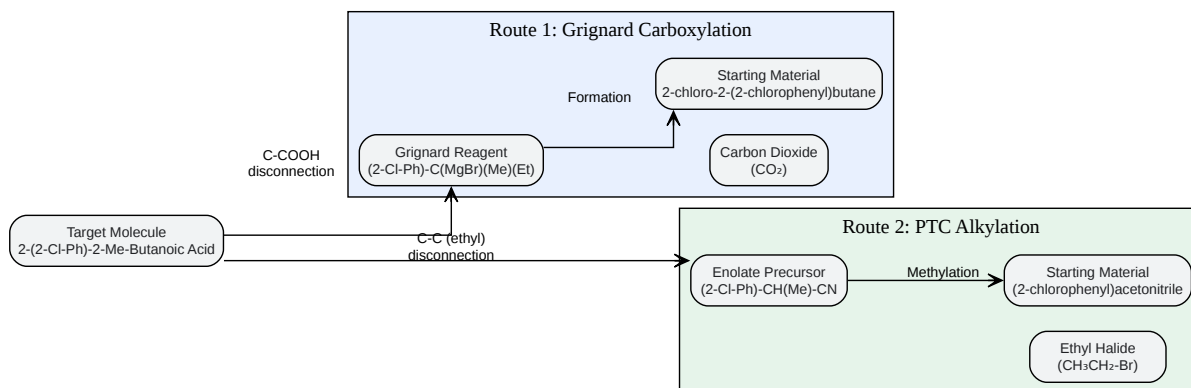 Route 1: Grignard Carboxylation
Starting Material
2-chloro-2-(2-chlorophenyl)butane
Formation
Grignard Reagent
(2-Cl-Ph)-C(MgBr)(Me)(Et)
Carbon Dioxide
(CO₂)
C-COOH
disconnection
Target Molecule
2-(2-Cl-Ph)-2-Me-Butanoic Acid
C-C (ethyl)
disconnection
Route 2: PTC Alkylation
Enolate Precursor
(2-Cl-Ph)-CH(Me)-CN
Methylation
Starting Material
(2-chlorophenyl)acetonitrile
Ethyl Halide
(CH₃CH₂-Br)